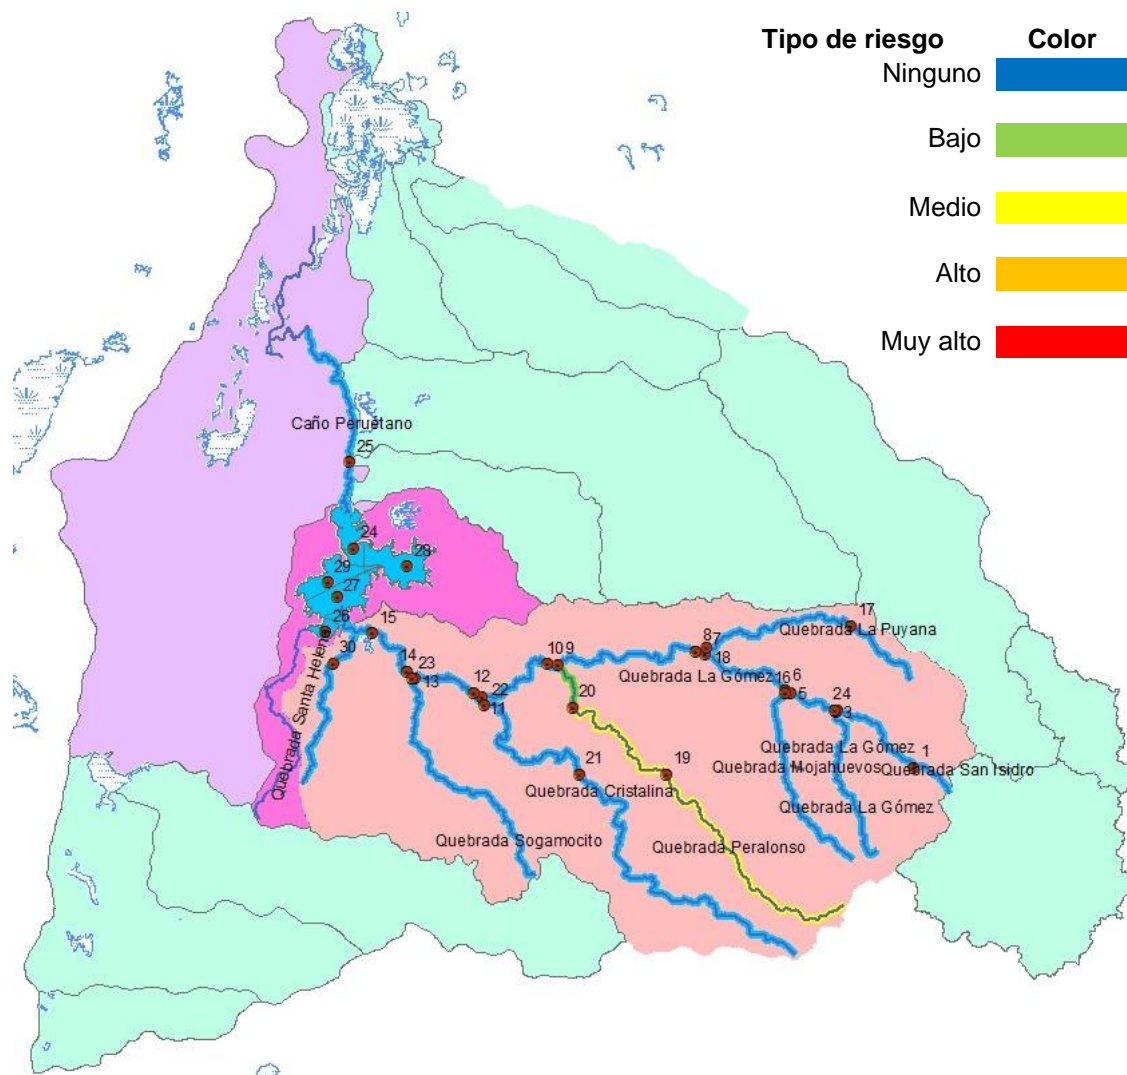 Tipo de riesgo Color
Ninguno
Bajo
Medio
Alto
Muy alto
Caño Peruétano
25
24
28
29
27
26
15
30
14
23
13
12
22
11
10 9
20
8
7
18
17
Quebrada La Puyana
Quebrada La Gómez
16
6
5
24
3
21
19
1
Quebrada La Gómez
Quebrada Mojahuevos
Quebrada San Isidro
Quebrada Cristalina
Quebrada La Gómez
Quebrada Sogamocito
Quebrada Peralonso
Quebrada Santa Helena